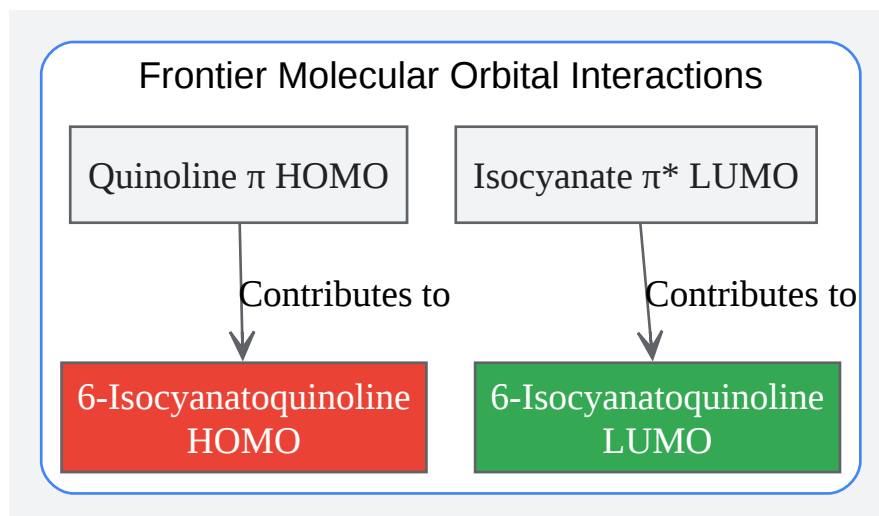 Frontier Molecular Orbital Interactions
Quinoline π HOMO
Isocyanate π* LUMO
Contributes to
Contributes to
6-Isocyanatoquinoline
HOMO
6-Isocyanatoquinoline
LUMO